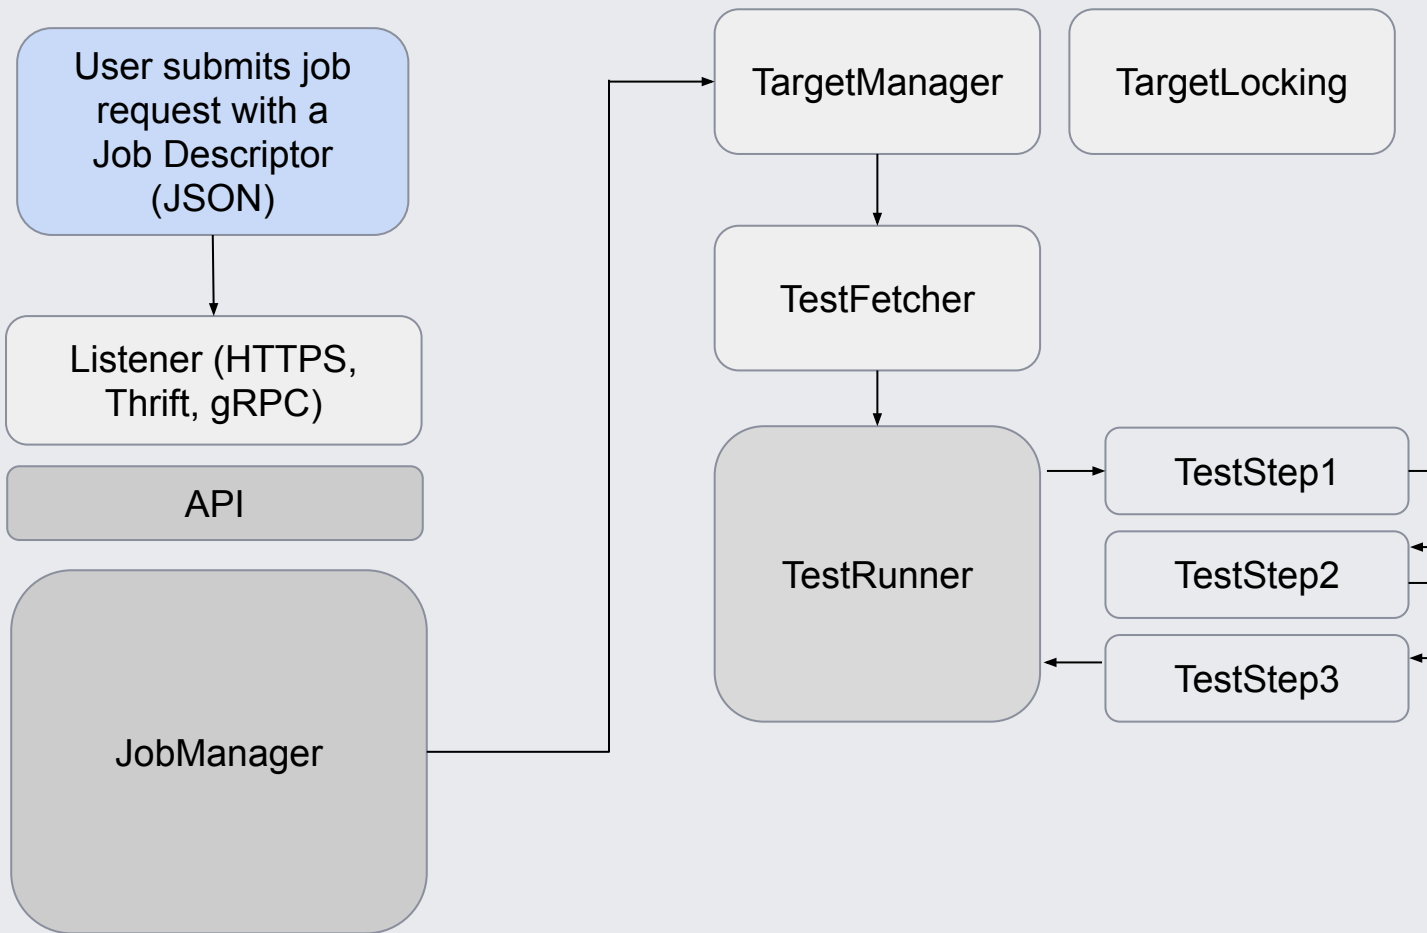 User submits job
request with a
Job Descriptor
(JSON)
Listener (HTTPS,
Thrift, gRPC)
API
JobManager
TargetManager
TargetLocking
TestFetcher
TestRunner
TestStep1
TestStep2
TestStep3